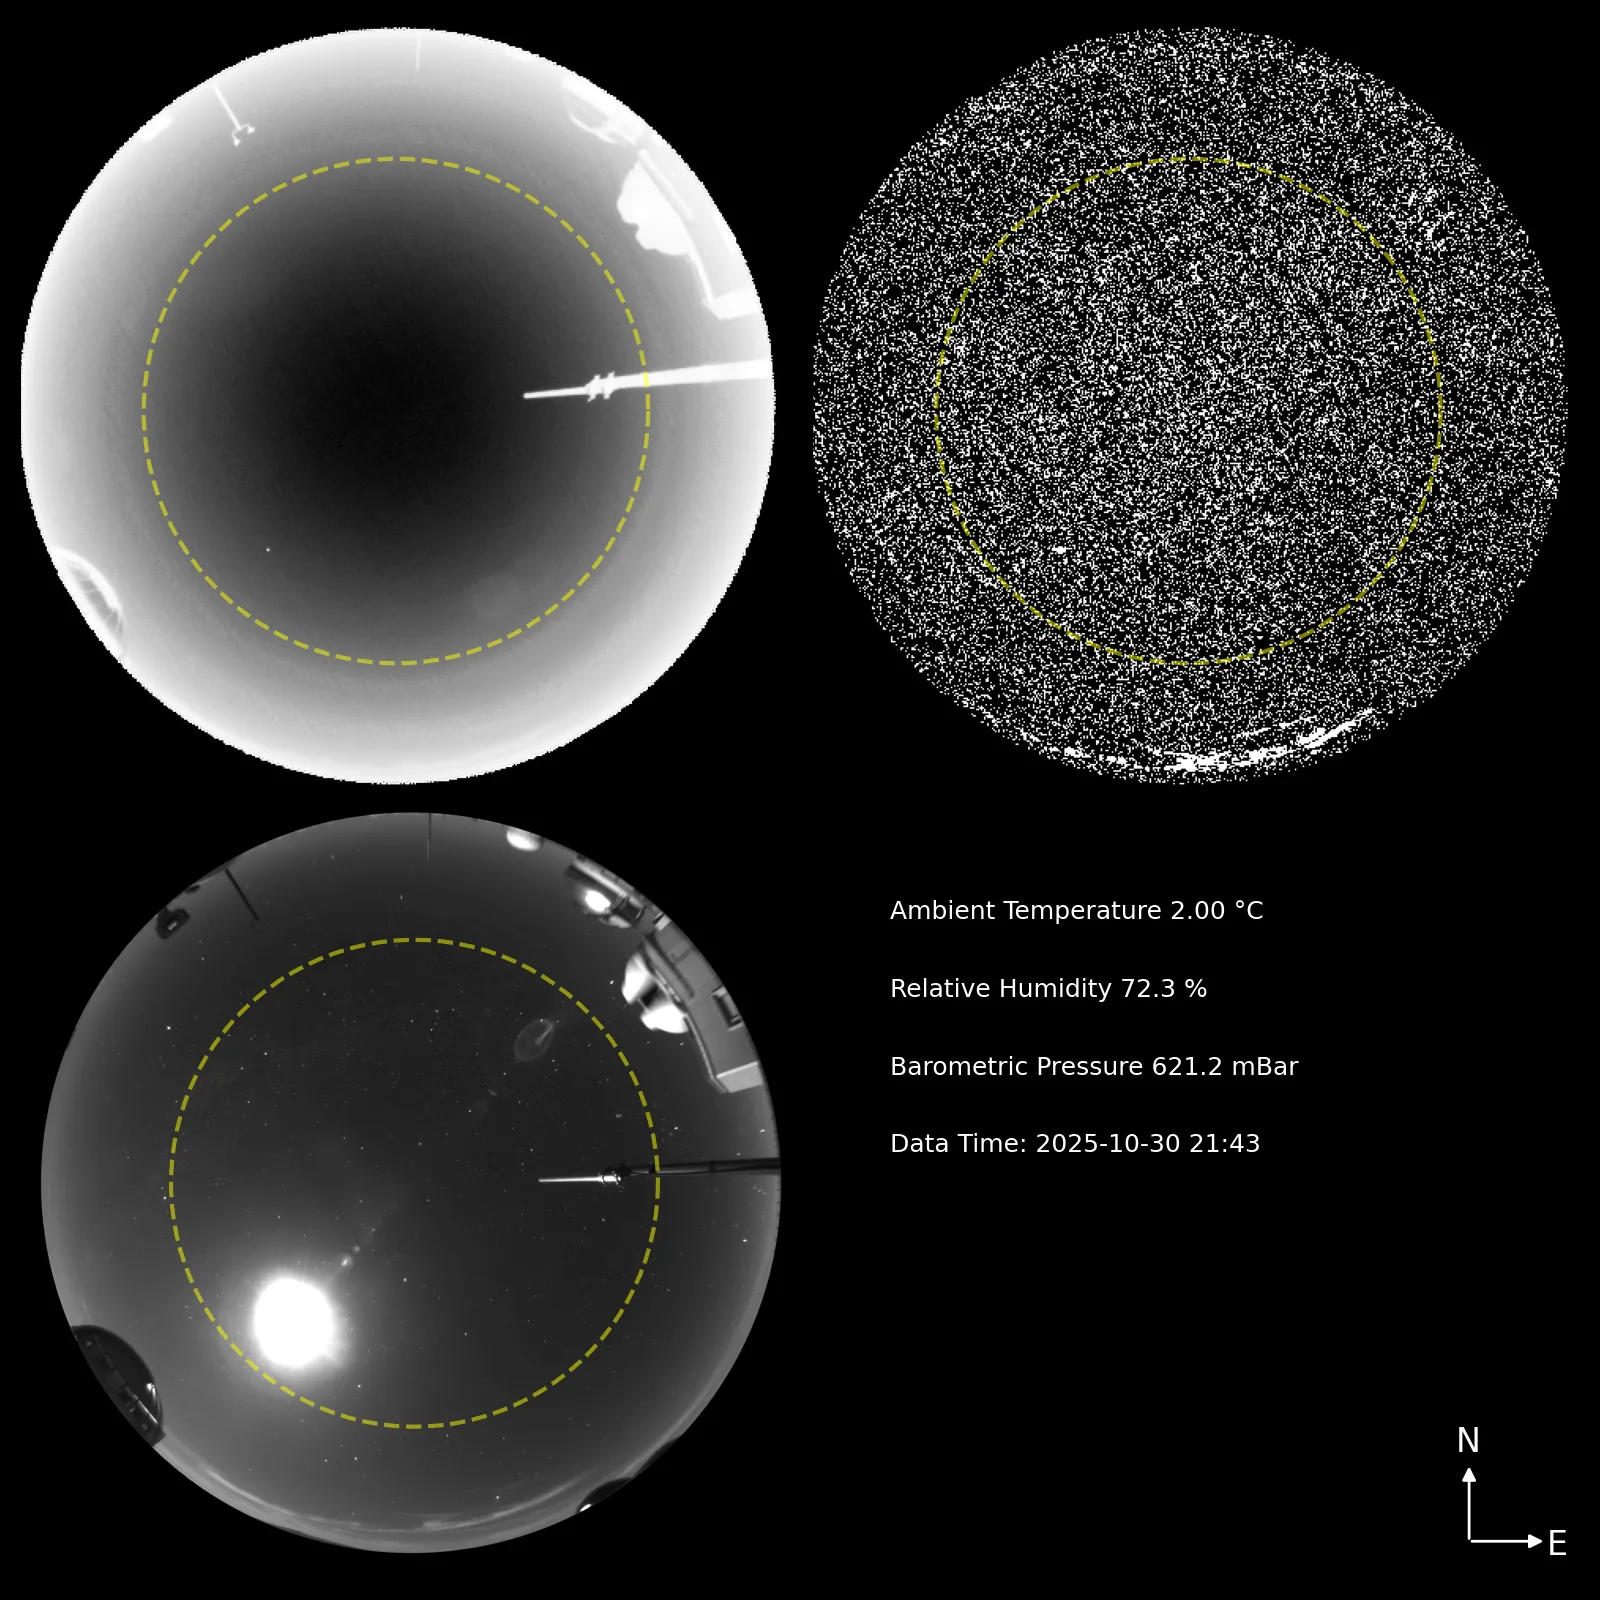 Ambient Temperature 2.00 °C
Relative Humidity 72.3 %
Barometric Pressure 621.2 mBar
Data Time: 2025-10-30 21:43
N
E